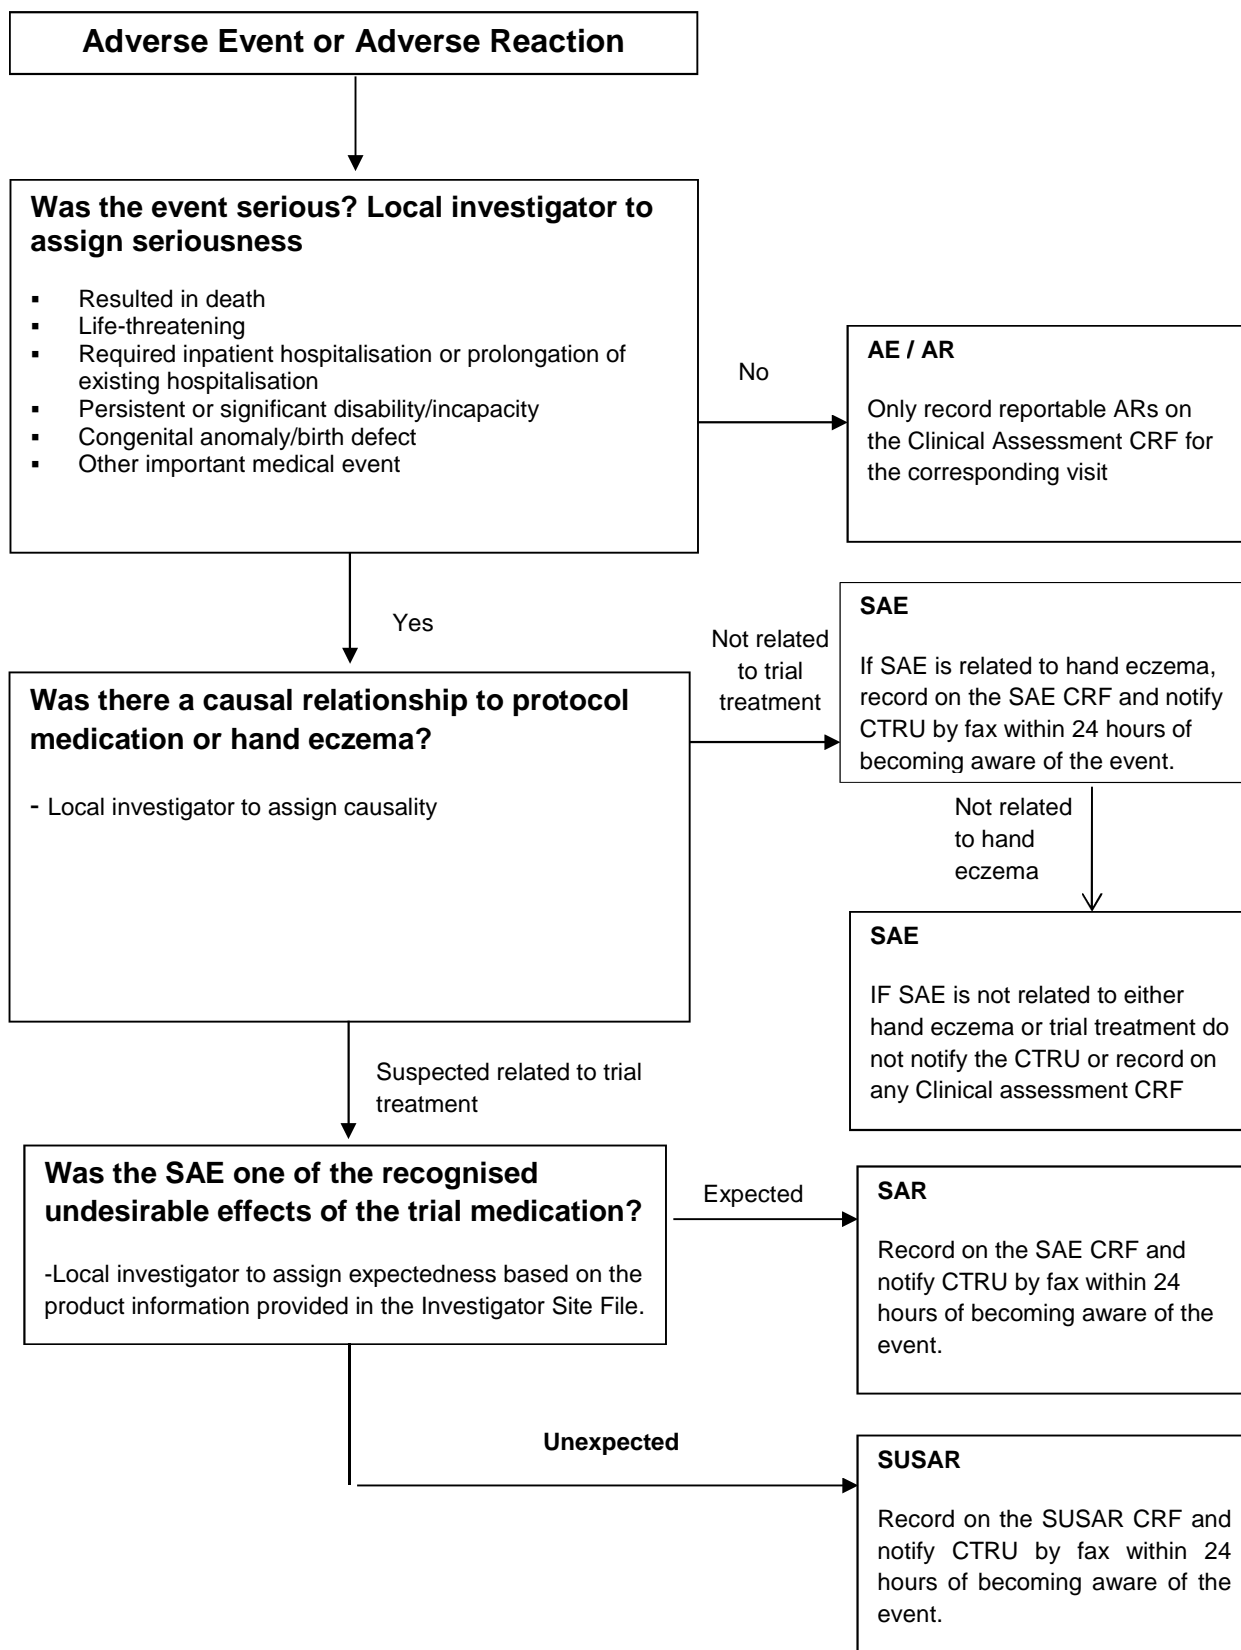 Adverse Event or Adverse Reaction
Was the event serious? Local investigator to
assign seriousness
▪ Resulted in death
▪ Life-threatening
▪ Required inpatient hospitalisation or prolongation of
existing hospitalisation
▪ Persistent or significant disability/incapacity
▪ Congenital anomaly/birth defect
▪ Other important medical event
No
AE / AR
Only record reportable ARs on
the Clinical Assessment CRF for
the corresponding visit
Yes
Not related
to trial
treatment
SAE
If SAE is related to hand eczema,
record on the SAE CRF and notify
CTRU by fax within 24 hours of
becoming aware of the event.
Was there a causal relationship to protocol
medication or hand eczema?
- Local investigator to assign causality
Not related
to hand
eczema
SAE
IF SAE is not related to either
hand eczema or trial treatment do
not notify the CTRU or record on
any Clinical assessment CRF
Suspected related to trial
treatment
Was the SAE one of the recognised
undesirable effects of the trial medication?
-Local investigator to assign expectedness based on the
product information provided in the Investigator Site File.
Expected
SAR
Record on the SAE CRF and
notify CTRU by fax within 24
hours of becoming aware of the
event.
Unexpected
SUSAR
Record on the SUSAR CRF and
notify CTRU by fax within 24
hours of becoming aware of the
event.